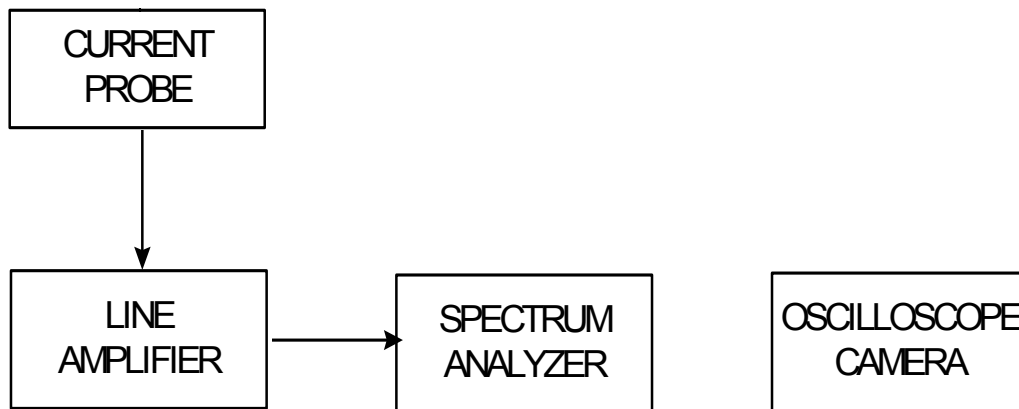 CURRENT
PROBE
LINE
AMPLIFIER
SPECTRUM
ANALYZER
OSCILLOSCOPE
CAMERA